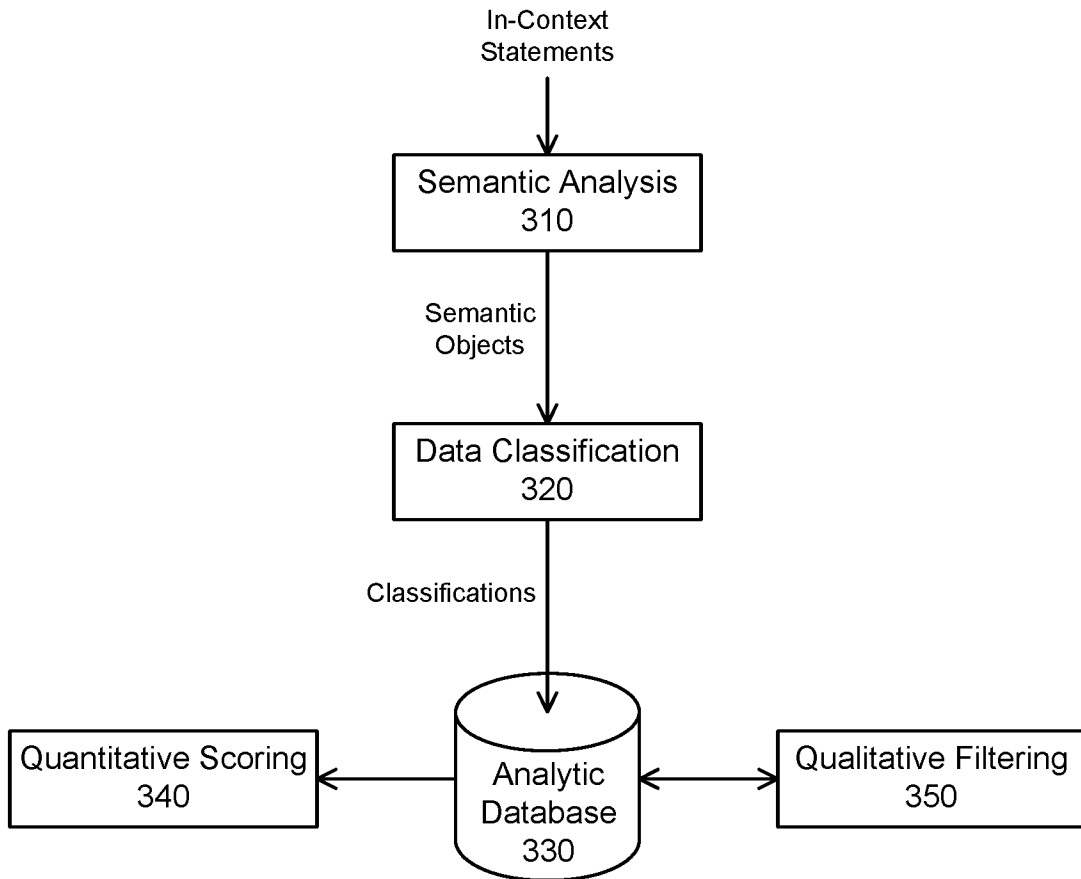 In-Context
Statements
Semantic Analysis
310
Semantic
Objects
Data Classification
320
Classifications
Quantitative Scoring
340
Analytic
Database
330
Qualitative Filtering
350